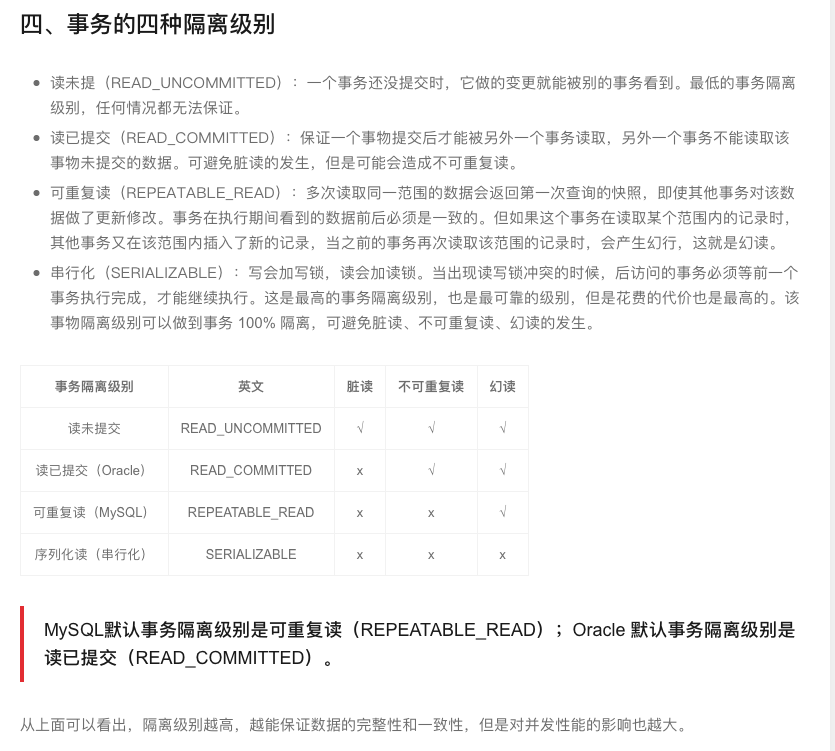 四、事务的四种隔离级别
读未提（READ_UNCOMMITTED）：一个事务还没提交时，它做的变更就能被别的事务看到。最低的事务隔离
级别，任何情况都无法保证。
读已提交（READ_COMMITTED）：保证一个事物提交后才能被另外一个事务读取，另外一个事务不能读取该
事物未提交的数据。可避免脏读的发生，但是可能会造成不可重复读。
可重复读（REPEATABLE_READ）：多次读取同一范围的数据会返回第一次查询的快照，即使其他事务对该数
据做了更新修改。事务在执行期间看到的数据前后必须是一致的。但如果这个事务在读取某个范围内的记录时，
其他事务又在该范围内插入了新的记录，当之前的事务再次读取该范围的记录时，会产生幻行，这就是幻读。
串行化（SERIALIZABLE）：写会加写锁，读会加读锁。当出现读写锁冲突的时候，后访问的事务必须等前一个
事务执行完成，才能继续执行。这是最高的事务隔离级别，也是最可靠的级别，但是花费的代价也是最高的。该
事物隔离级别可以做到事务 100% 隔离，可避免脏读、不可重复读、幻读的发生。
事务隔离级别 英文 脏读 不可重复读 幻读
读未提交 READ_UNCOMMITTED √ √ √
读已提交（Oracle） READ_COMMITTED x √ √
可重复读（MySQL） REPEATABLE_READ x x √
序列化读（串行化） SERIALIZABLE x x x
MySQL默认事务隔离级别是可重复读（REPEATABLE_READ）；Oracle 默认事务隔离级别是
读已提交（READ_COMMITTED）。
从上面可以看出，隔离级别越高，越能保证数据的完整性和一致性，但是对并发性能的影响也越大。